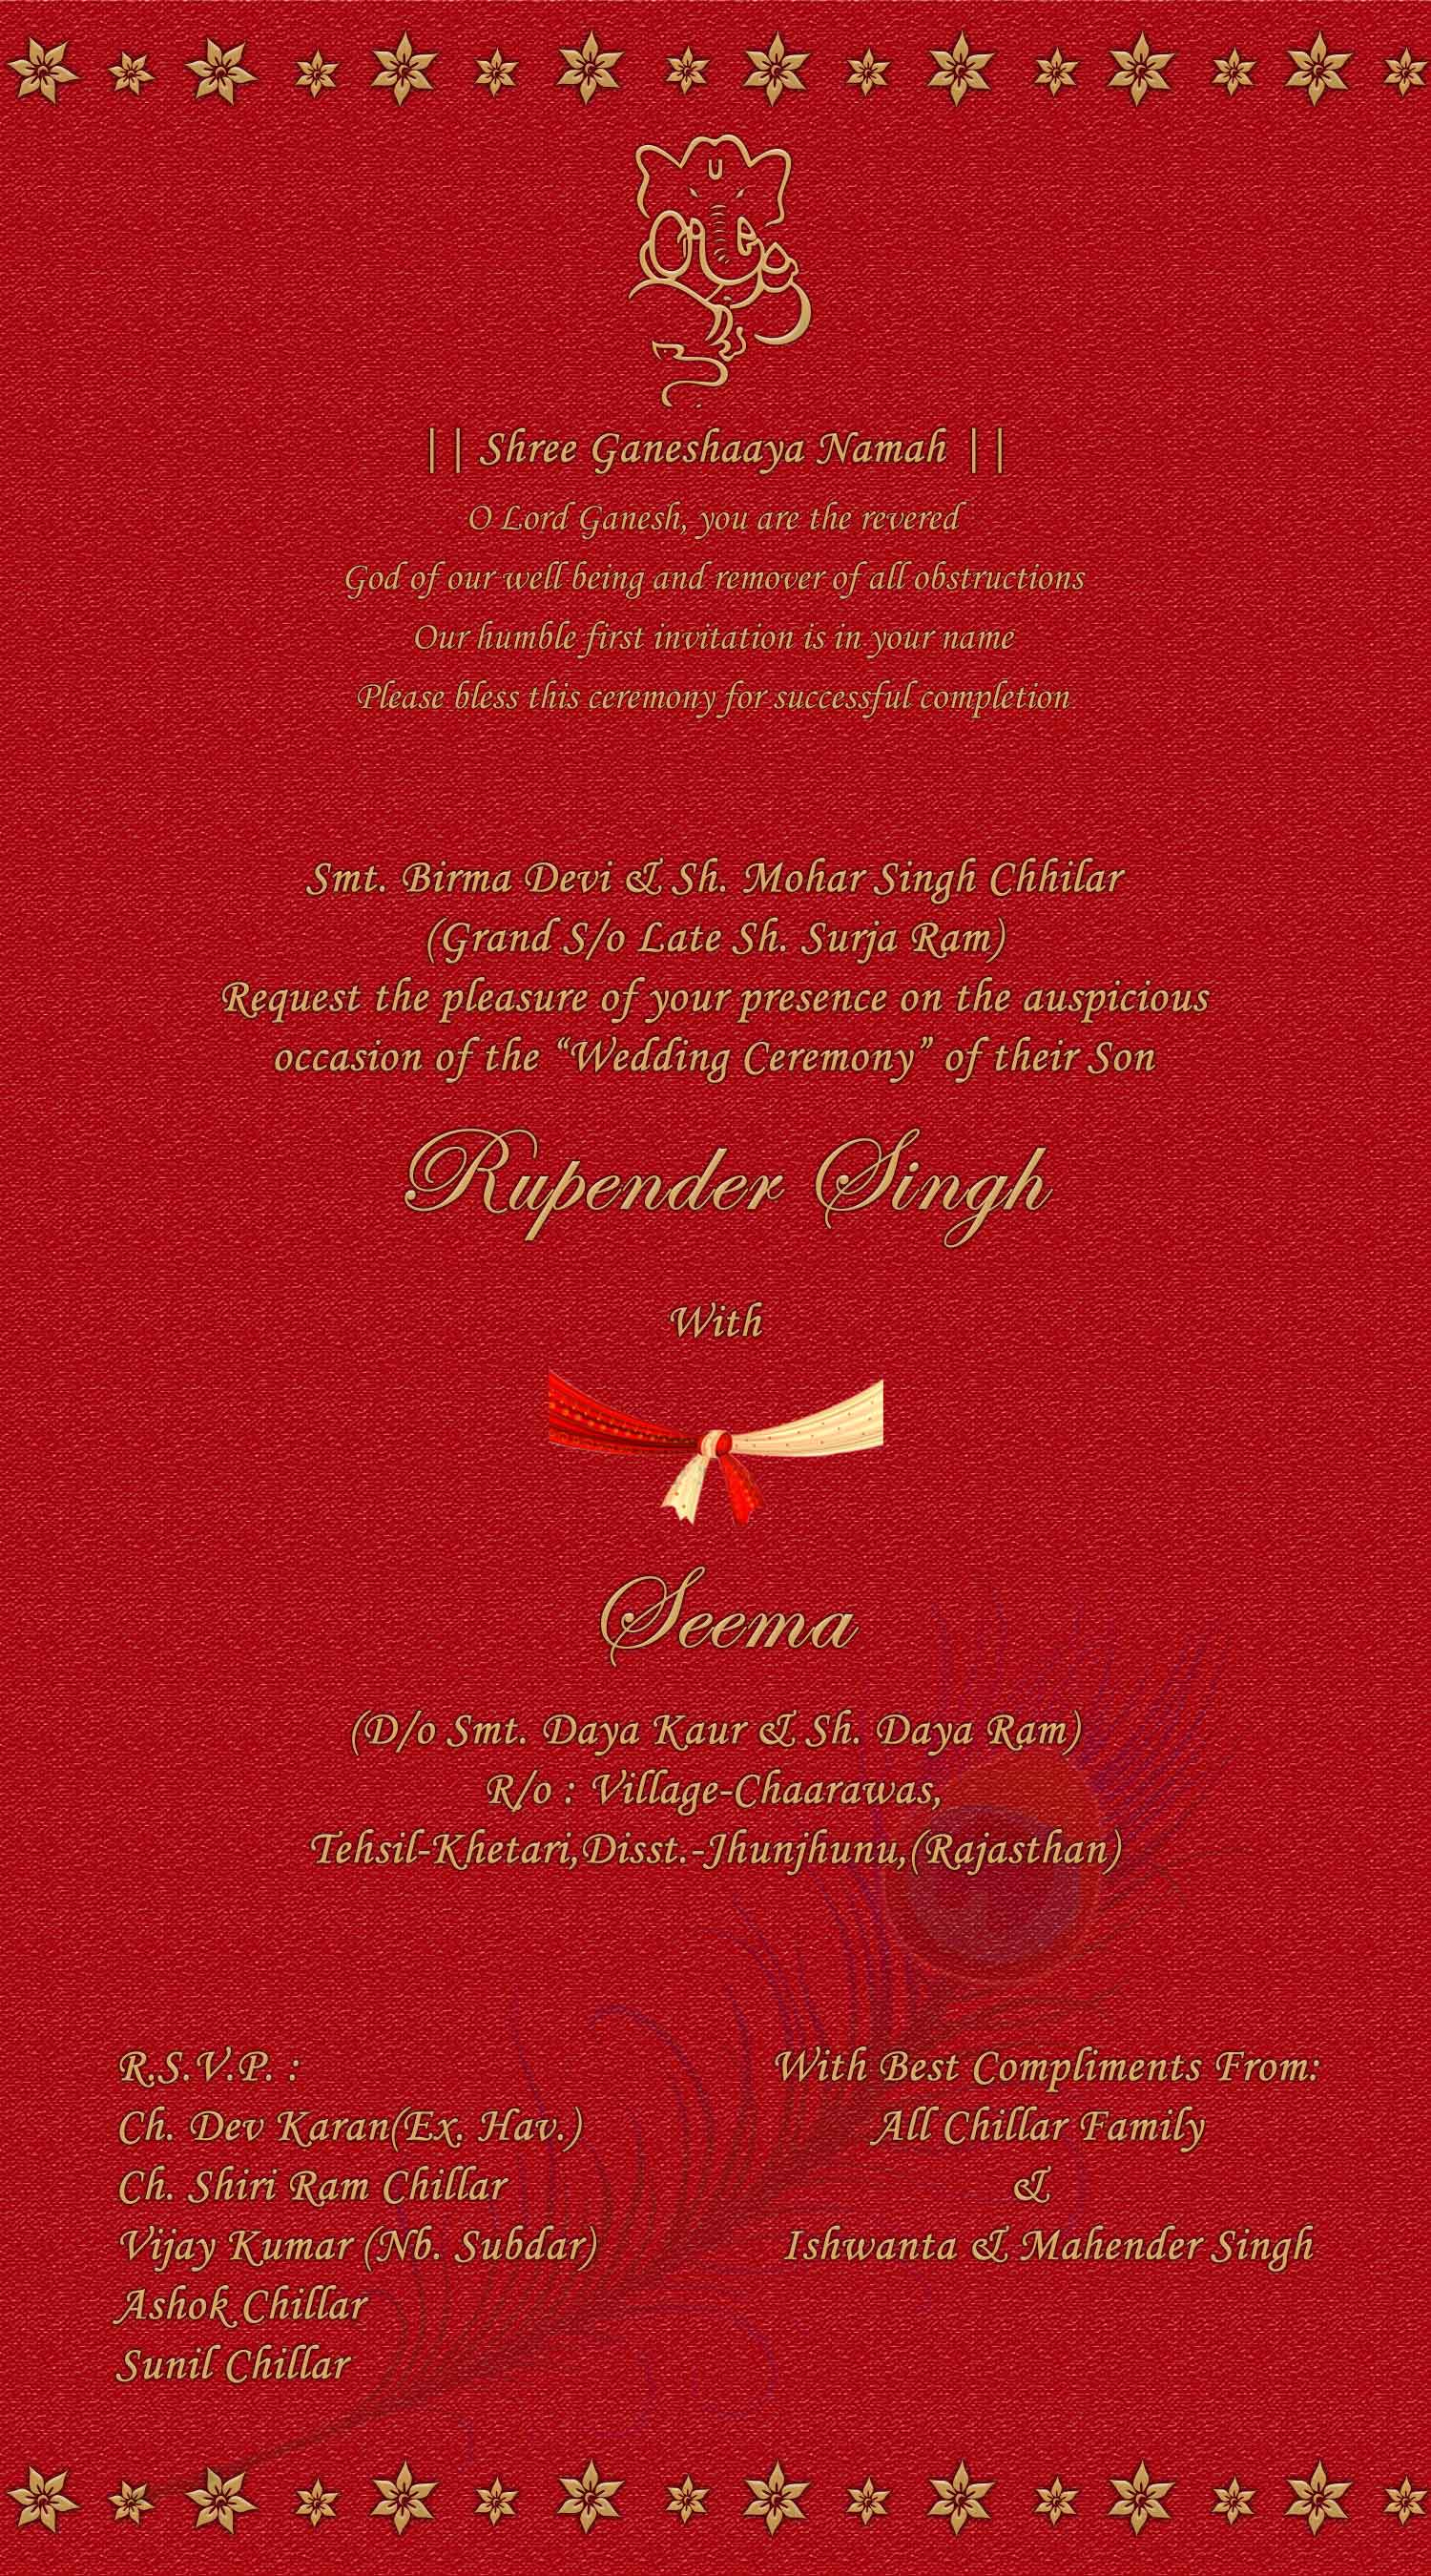 || Shree Ganeshaaya Namah ||
O Lord Ganesh, you are the revered
God of our well being and remover of all obstructions
Our humble first invitation is in your name
Please bless this ceremony for successful completion
Smt. Birma Devi & Sh. Mohar Singh Chhilar
(Grand S/o Late Sh. Surja Ram)
Request the pleasure of your presence on the auspicious
occasion of the “Wedding Ceremony” of their Son
Rupender Singh
With
Seema
(D/o Smt. Daya Kaur & Sh. Daya Ram)
R/o : Village-Chaarawas,
Tehsil-Khetari,Disst.-Jhunjhunu,(Rajasthan)
R.S.V.P. :
Ch. Dev Karan(Ex. Hav.)
Ch. Shiri Ram Chillar
Vijay Kumar (Nb. Subdar)
Ashok Chillar
Sunil Chillar
With Best Compliments From:
All Chillar Family
&
Ishwanta & Mahender Singh